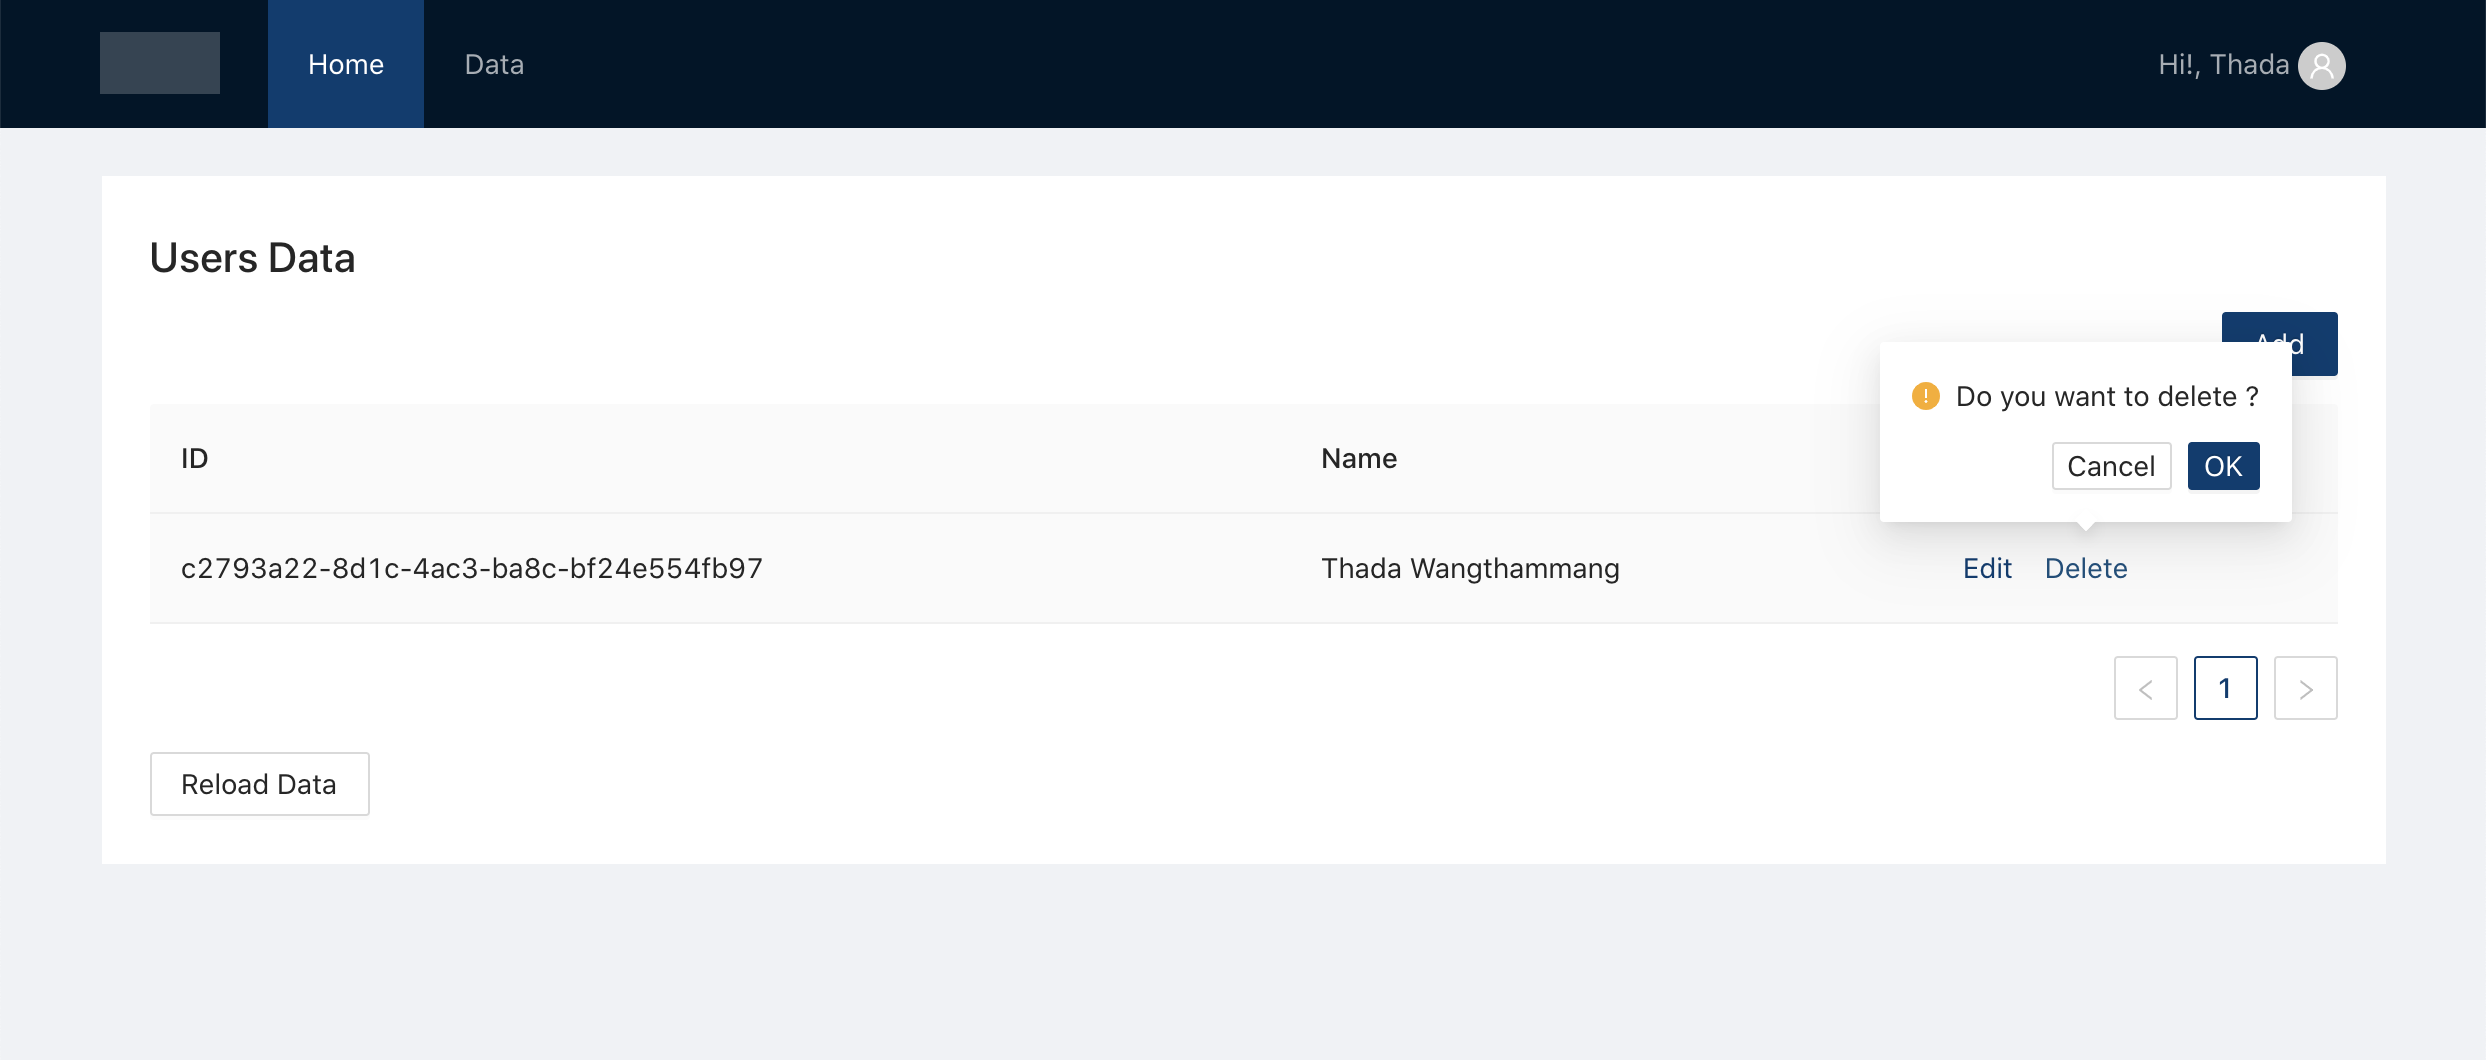 Home Data Hi!, Thada
Users Data
Add
Do you want to delete ?
Cancel OK
ID Name
c2793a22-8d1c-4ac3-ba8c-bf24e554fb97 Thada Wangthammang Edit Delete
< 1 >
Reload Data